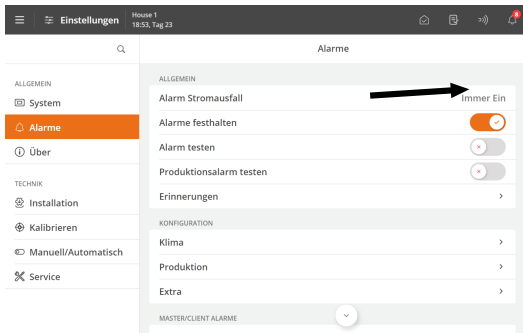 Einstellungen
House 1
18:53, Tag 23
8
Alarme
ALLGEMEIN
System
Alarme
Über
TECHNIK
Installation
Kalibrieren
Manuell/Automatisch
Service
ALLGEMEIN
Alarm Stromausfall Immer Ein
Alarme festhalten
Alarm testen
Produktionsalarm testen
Erinnerungen
KONFIGURATION
Klima
Produktion
Extra
MASTER/CLIENT ALARME